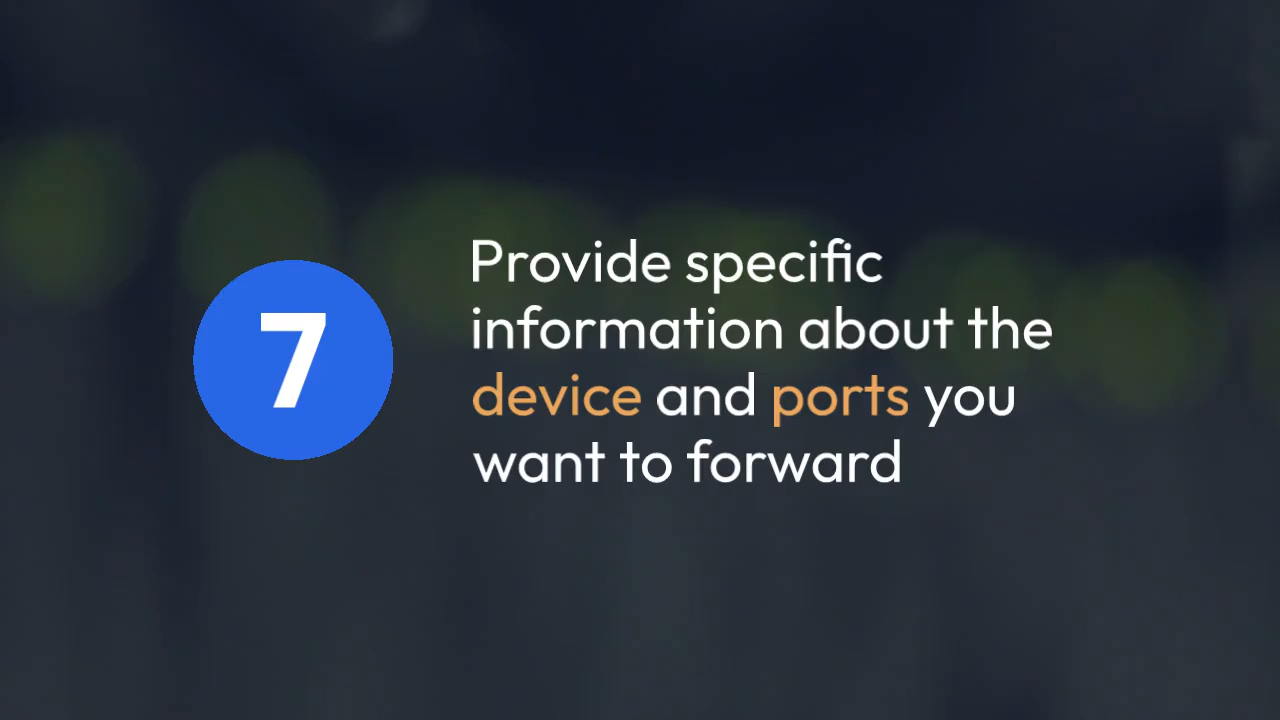 7
Provide specific
information about the
device and ports you
want to forward